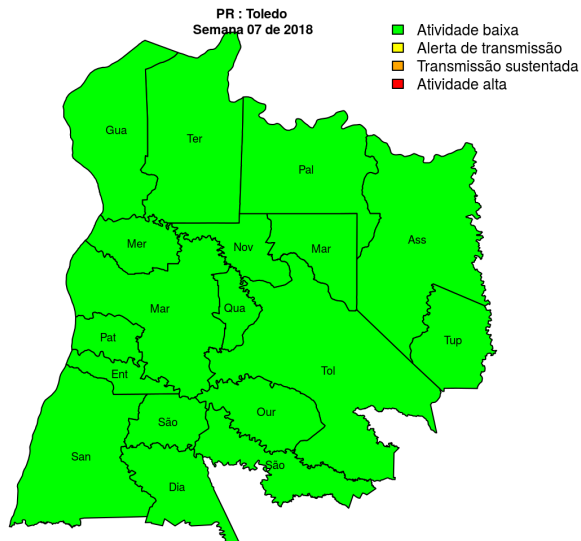 PR : Toledo
Semana 07 de 2018
Atividade baixa
Alerta de transmissão
Transmissão sustentada
Atividade alta
Gua
Ter
Pal
Mer
Nov
Mar
Ass
Mar
Qua
Pat
Tup
Ent
Tol
São
Our
San
São
Dia